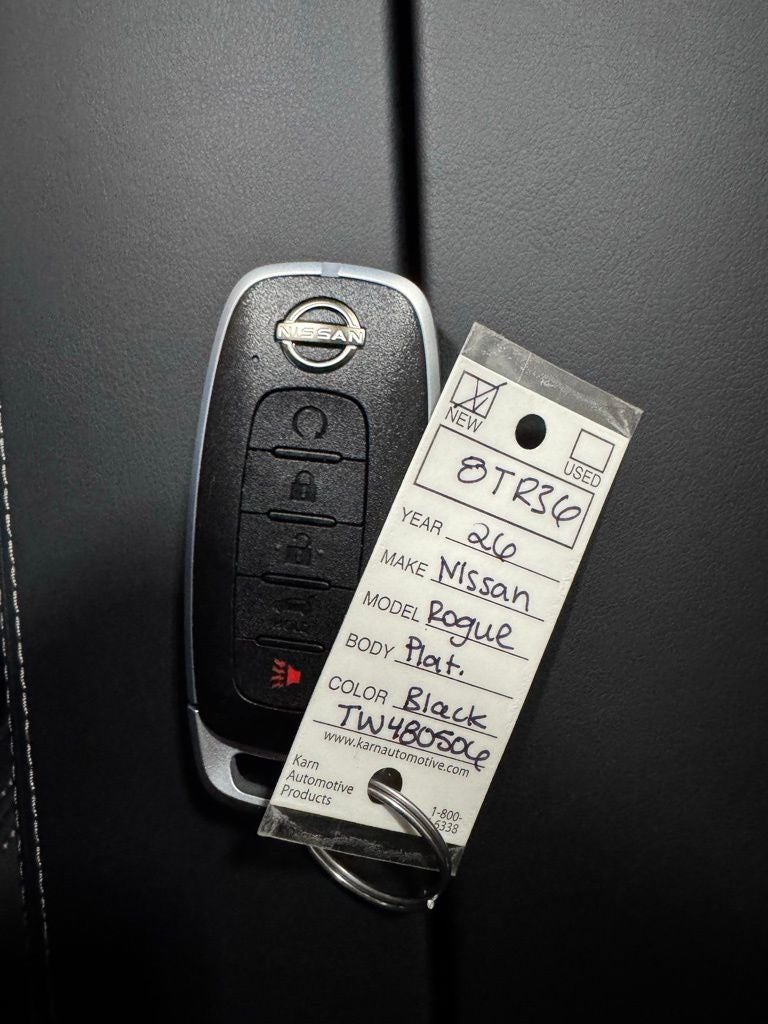 NISSAN
NEW
USED
8TR36
YEAR 26
MAKE NIssan
MODEL Rogue
BODY Plat.
COLOR Black
TW480506
www.karnautomotive.com
Karn
Automotive
Products
1-800-
6338
HOLD